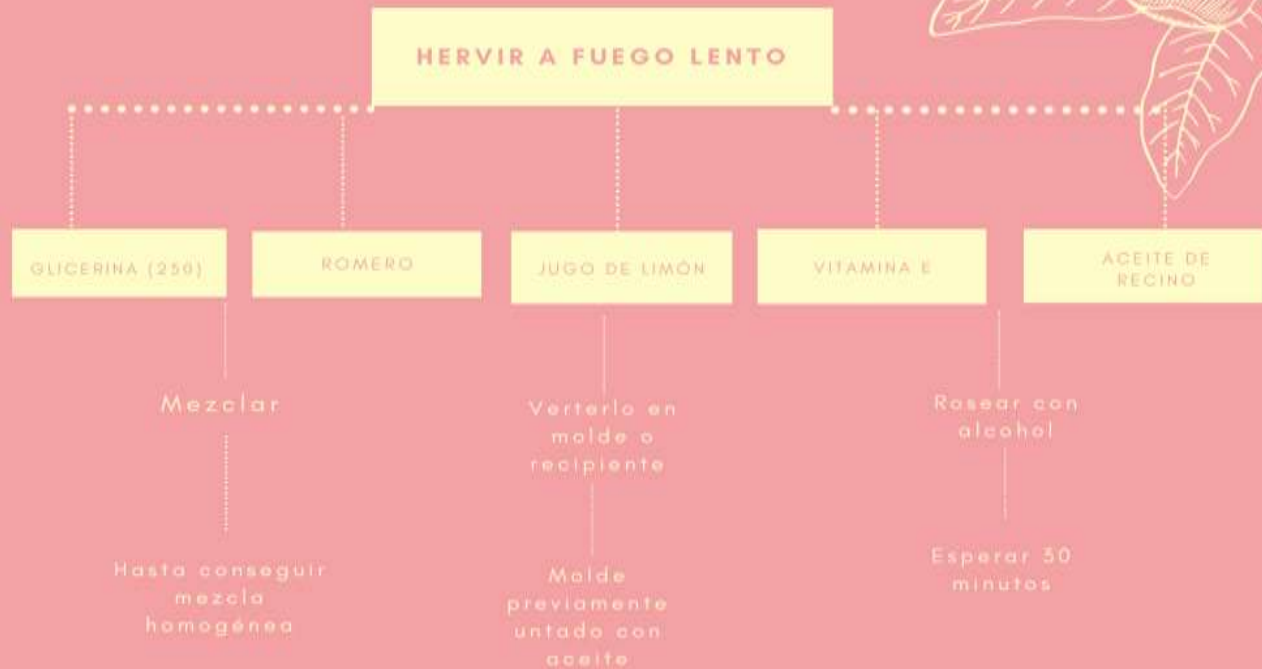 HERVIR A FUEGO LENTO
GLICERINA (250)
ROMERO
JUGO DE LIMÓN
VITAMINA E
ACEITE DE
RECINO
Mezclar
Hasta conseguir
mezcla
homogénea
Verterlo en
molde o
recipiente
Molde
previamente
untado con
aceite
Rosear con
alcohol
Esperar 30
minutos